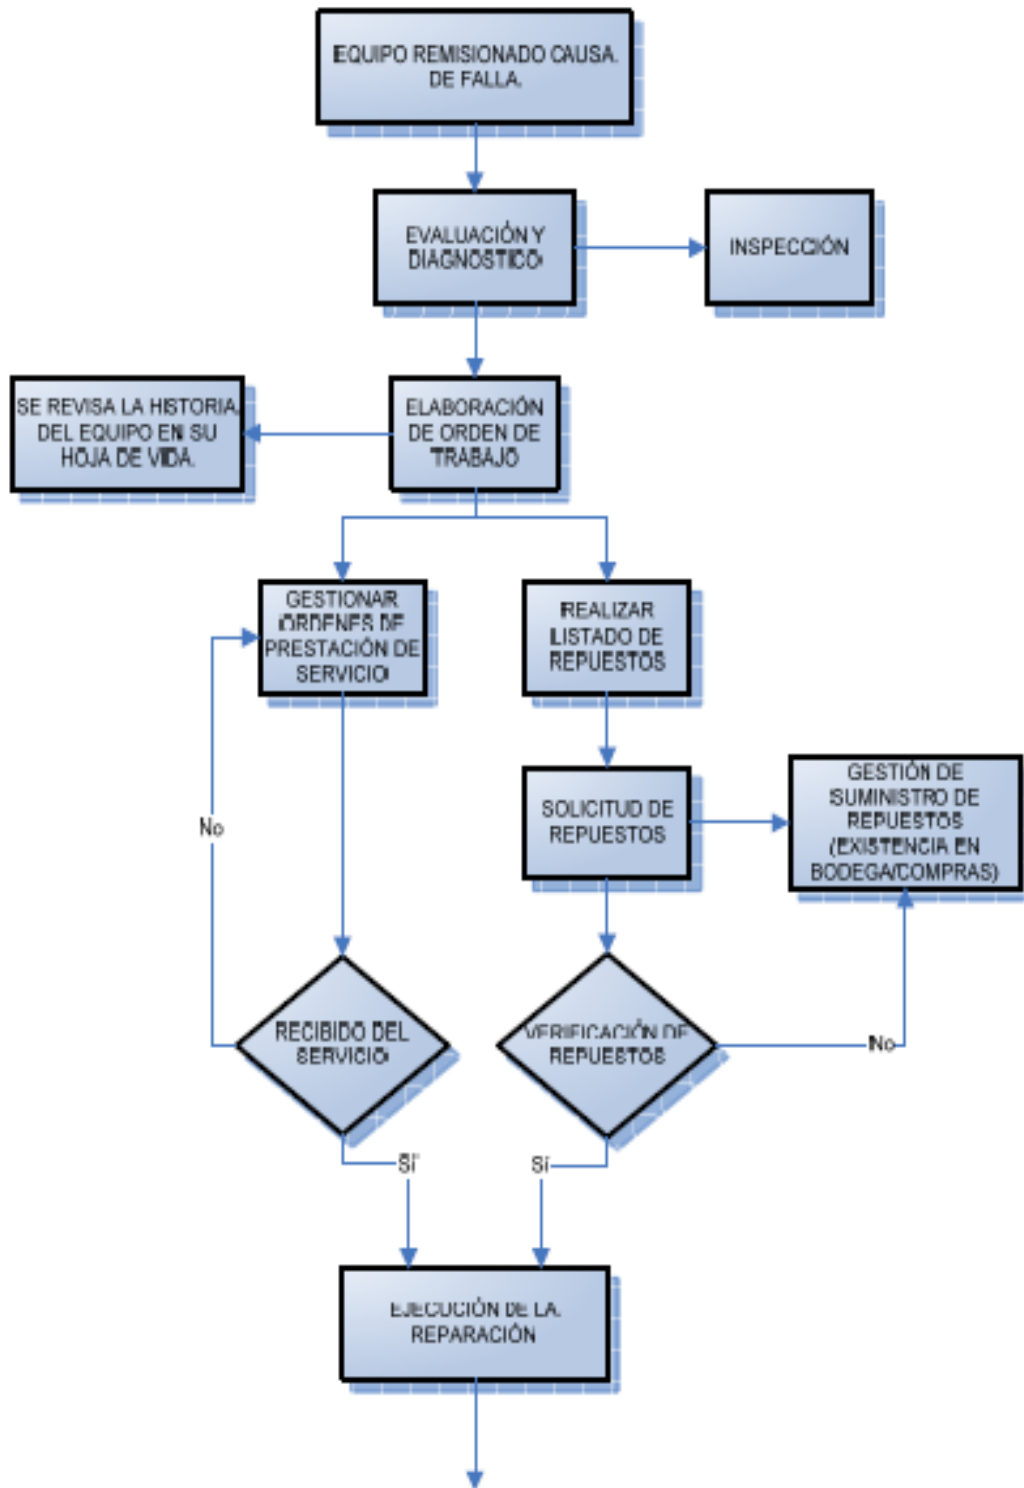 EQUIPO REMISIONADO CAUSA.
DE FALLA.
EVALUACIÓN Y
DIAGNOSTICO
INSPECCIÓN
SE REVISA LA HISTORIA.
DEL EQUIPO EN SU
HOJA DE VIDA.
ELABORACIÓN
DE ORDEN DE
TRABAJO
GESTIONAR
ORDENES DE
PRESTACIÓN DE
SERVICIO
REALIZAR
LISTADO DE
REPUESTOS
SOLICITUD DE
REPUESTOS
GESTIÓN DE
SUMINISTRO DE
REPUESTOS
(EXISTENCIA EN
BODEGA/COMPRAS)
No
RECIBIDO DEL
SERVICIO
VERIFICACIÓN DE
REPUESTOS
No
Sí
Sí
EJECUCIÓN DE LA.
REPARACIÓN